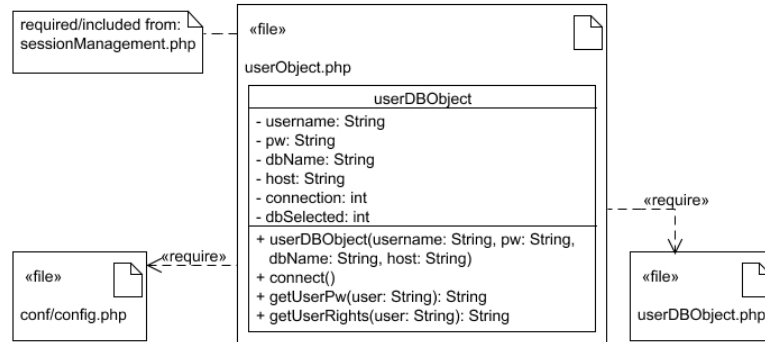 required/included from:
sessionManagement.php
«file»
userObject.php
userDBObject
- username: String
- pw: String
- dbName: String
- host: String
- connection: int
- dbSelected: int
+ userDBObject(username: String, pw: String,
dbName: String, host: String)
+ connect()
+ getUserPw(user: String): String
+ getUserRights(user: String): String
«require»
«file»
conf/config.php
«require»
«file»
userDBObject.php